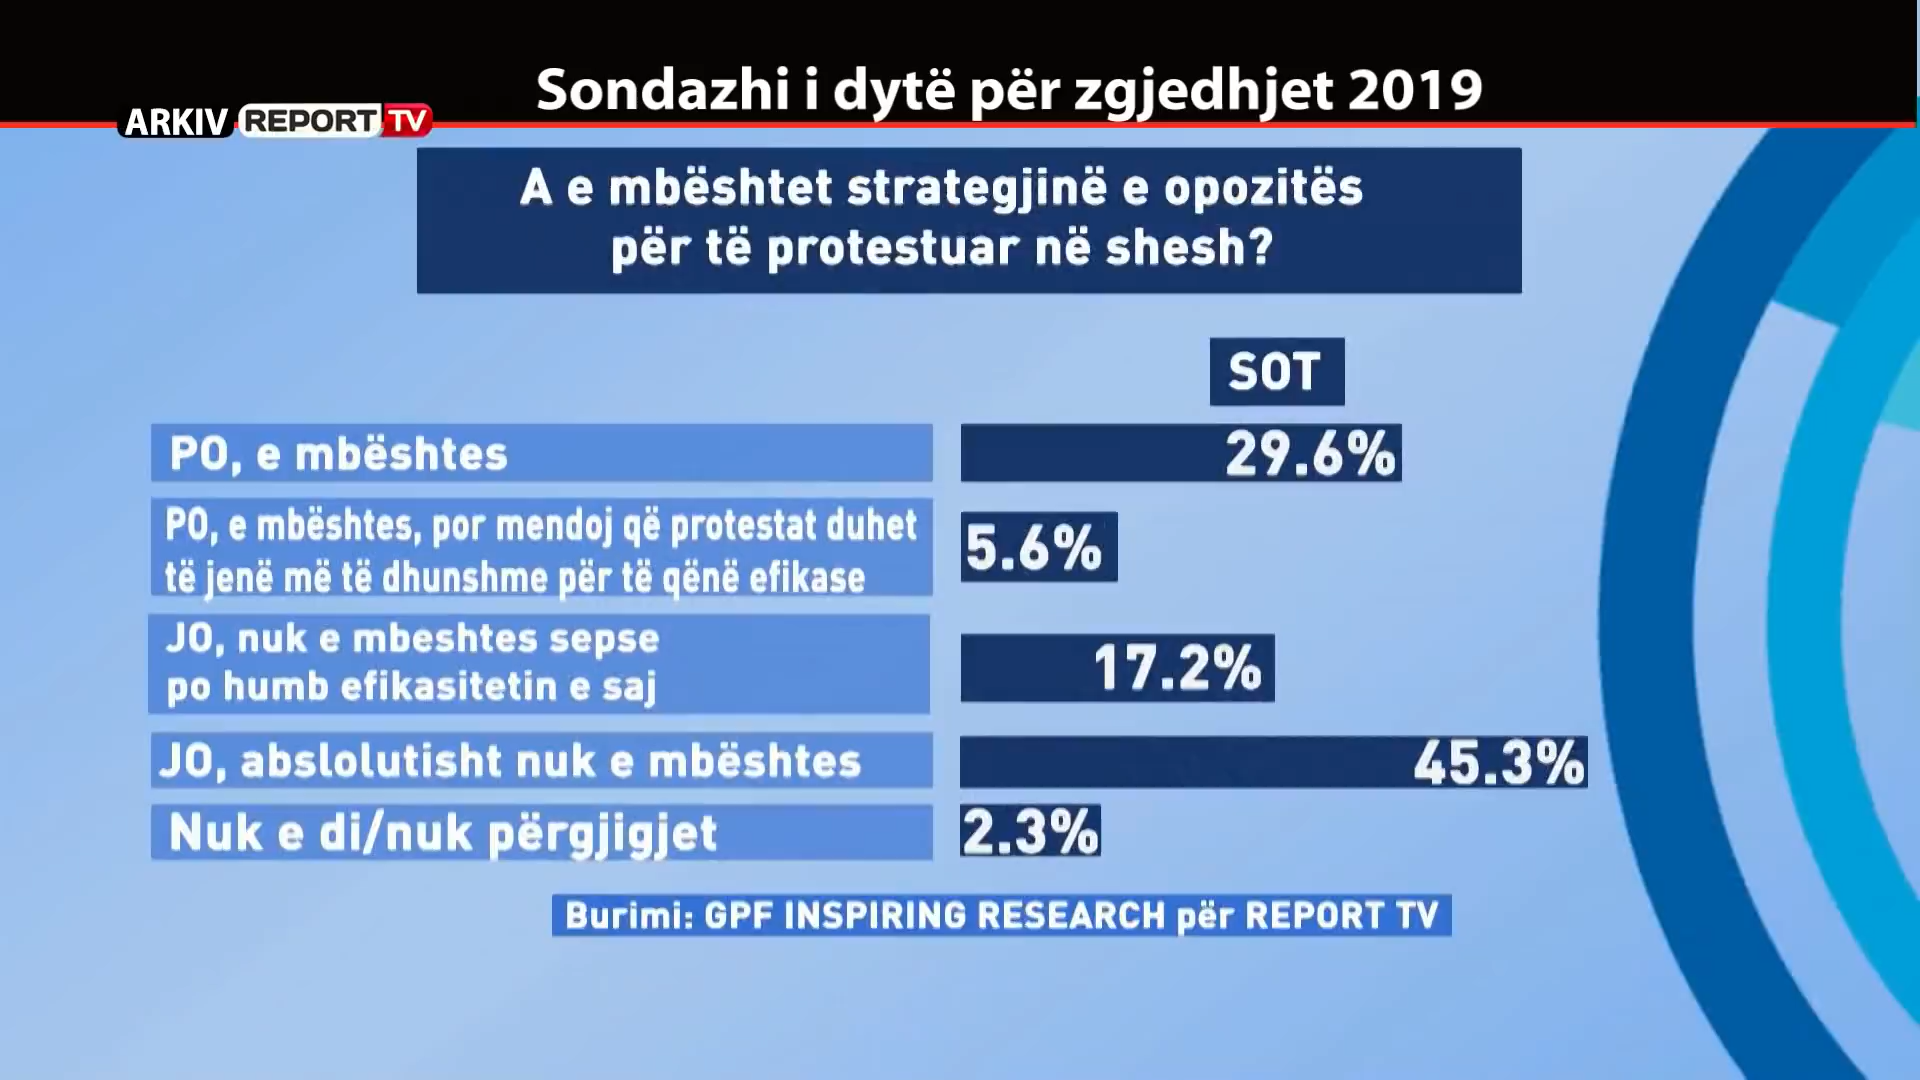 Sondazhi i dytë për zgjedhjet 2019
ARKIV REPORT TV
A e mbështet strategjinë e opozitës
për të protestuar në shesh?
SOT
PO, e mbështes
29.6%
PO, e mbështes, por mendoj që protestat duhet
të jenë më të dhunshme për të qënë efikase
5.6%
JO, nuk e mbeshtes sepse
po humb efikasitetin e saj
17.2%
JO, abslolutisht nuk e mbështes
45.3%
Nuk e di/nuk përgjigjet
2.3%
Burimi: GPF INSPIRING RESEARCH për REPORT TV